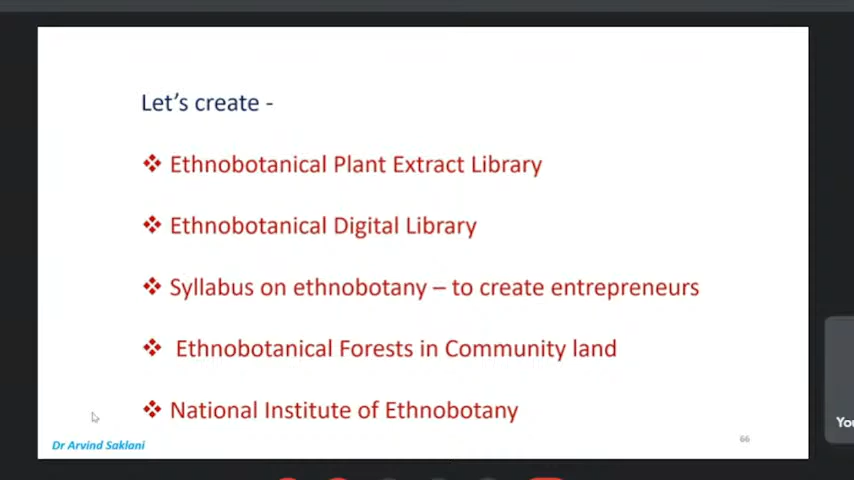 Let's create -
Ethnobotanical Plant Extract Library
Ethnobotanical Digital Library
Syllabus on ethnobotany – to create entrepreneurs
Ethnobotanical Forests in Community land
National Institute of Ethnobotany
Dr Arvind Saklani
66